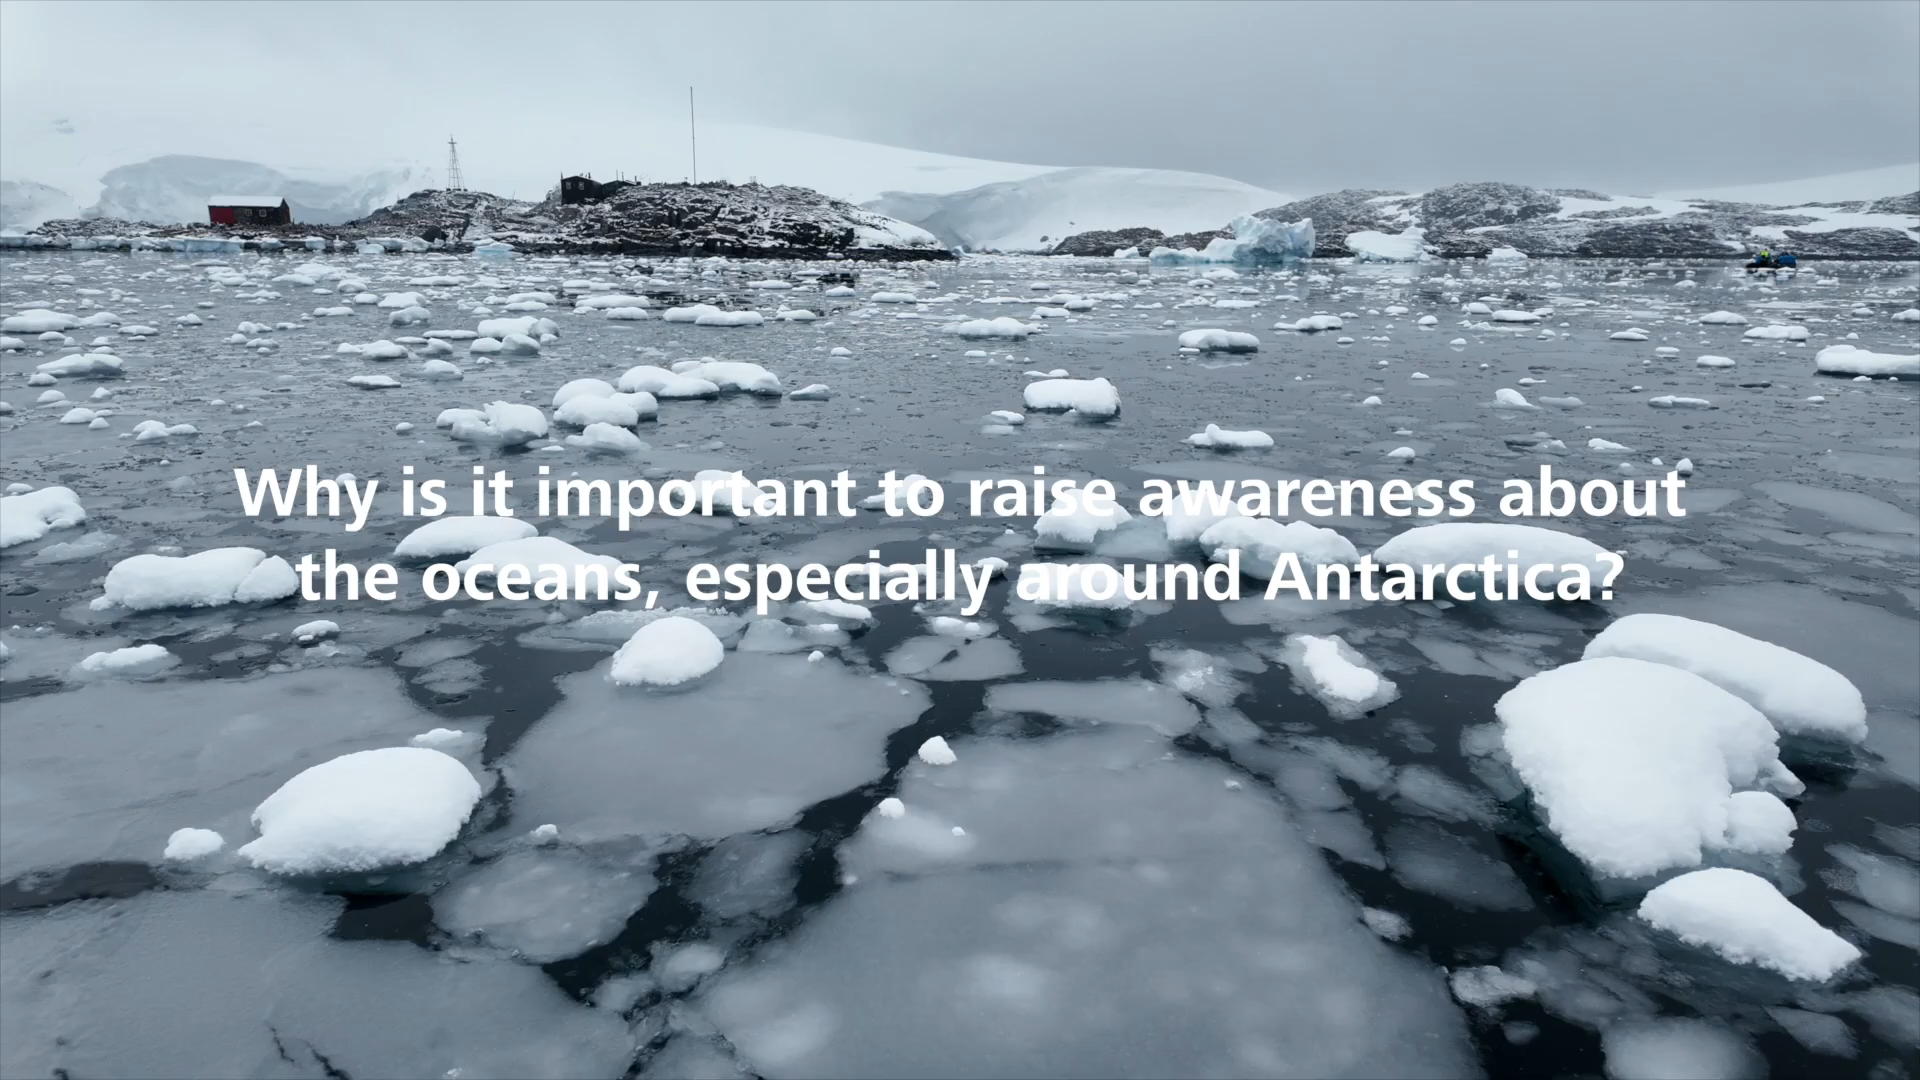 Why is it important to raise awareness about
the oceans, especially around Antarctica?